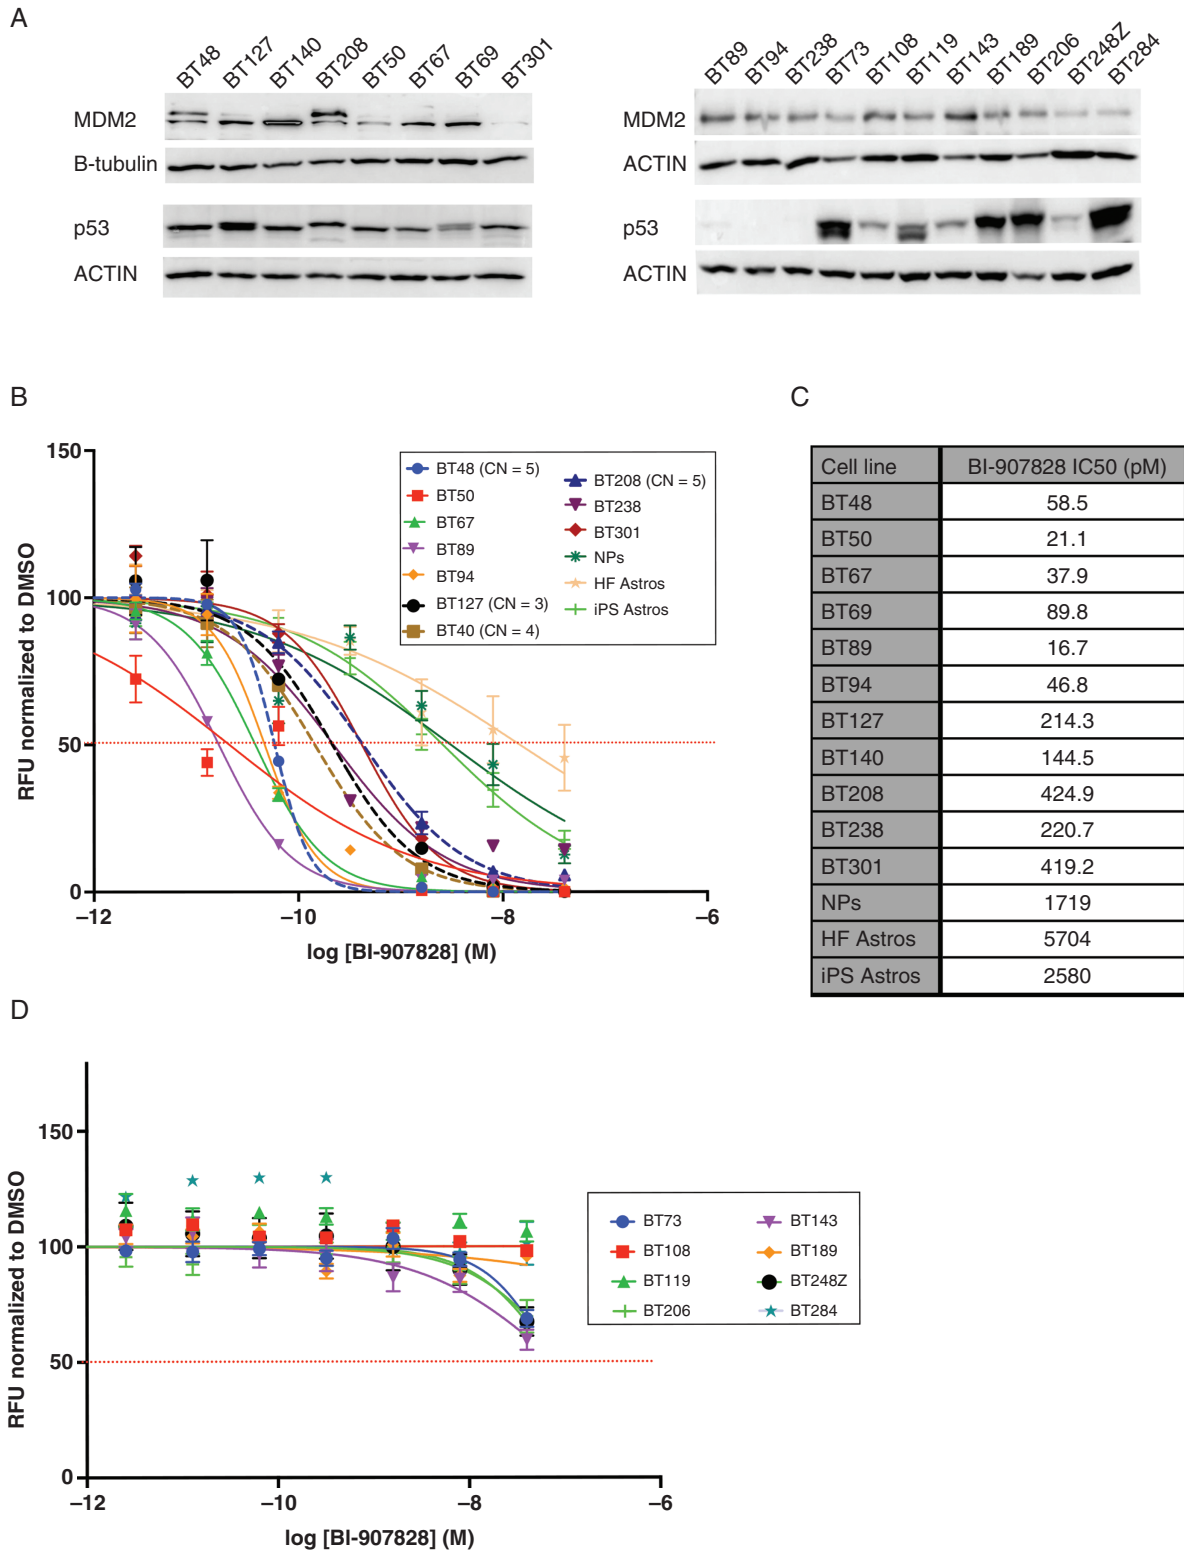 A
BT48 BT127 BT140 BT208 BT50 BT67 BT69 BT301
MDM2
B-tubulin
p53
ACTIN
BT89 BT94 BT238 BT73 BT108 BT119 BT143 BT189 BT206 BT248Z BT284
MDM2
ACTIN
p53
ACTIN
B
150
100
50
0
−12 −10 −8 −6
RFU normalized to DMSO
log [BI-907828] (M)
BT48 (CN = 5)
BT50
BT67
BT89
BT94
BT127 (CN = 3)
BT40 (CN = 4)
BT208 (CN = 5)
BT238
BT301
NPs
HF Astros
iPS Astros
C
Cell line BI-907828 IC50 (pM)
BT48 58.5
BT50 21.1
BT67 37.9
BT69 89.8
BT89 16.7
BT94 46.8
BT127 214.3
BT140 144.5
BT208 424.9
BT238 220.7
BT301 419.2
NPs 1719
HF Astros 5704
iPS Astros 2580
D
150
100
50
0
−12 −10 −8 −6
RFU normalized to DMSO
log [BI-907828] (M)
BT73
BT108
BT119
BT206
BT143
BT189
BT248Z
BT284